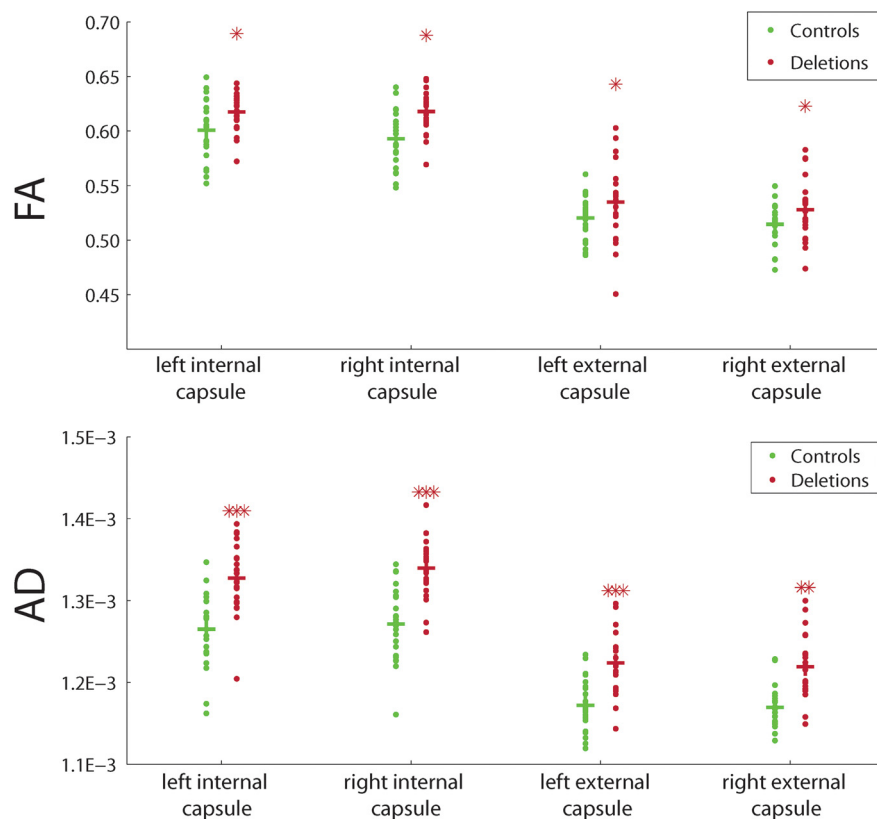 FA
0.70
0.65
0.60
0.55
0.50
0.45
Controls
Deletions
left internal
capsule
right internal
capsule
left external
capsule
right external
capsule
AD
1.5E−3
1.4E−3
1.3E−3
1.2E−3
1.1E−3
Controls
Deletions
left internal
capsule
right internal
capsule
left external
capsule
right external
capsule